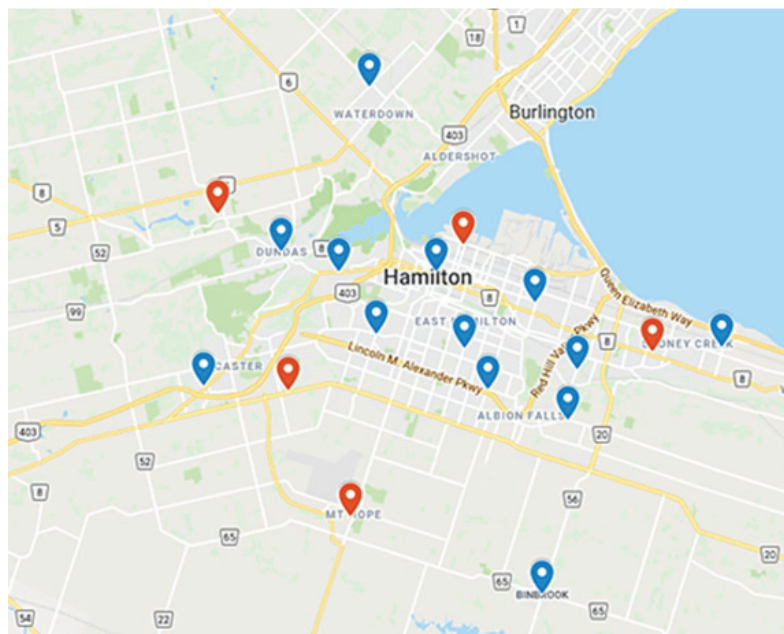 1
18
6
Burlington
WATERDOWN
403
ALDERSHOT
8
5
52
DUNDAS
8
Hamilton
Queen Elizabeth Way
403
8
99
EAST HAMILTON
Red Hill Valley Pkwy
8
STONEY CREEK
Lincoln M. Alexander Pkwy
CASTER
8
ALBION FALLS
403
20
52
8
56
MT HOPE
65
20
65
BINBROOK
65
54
22